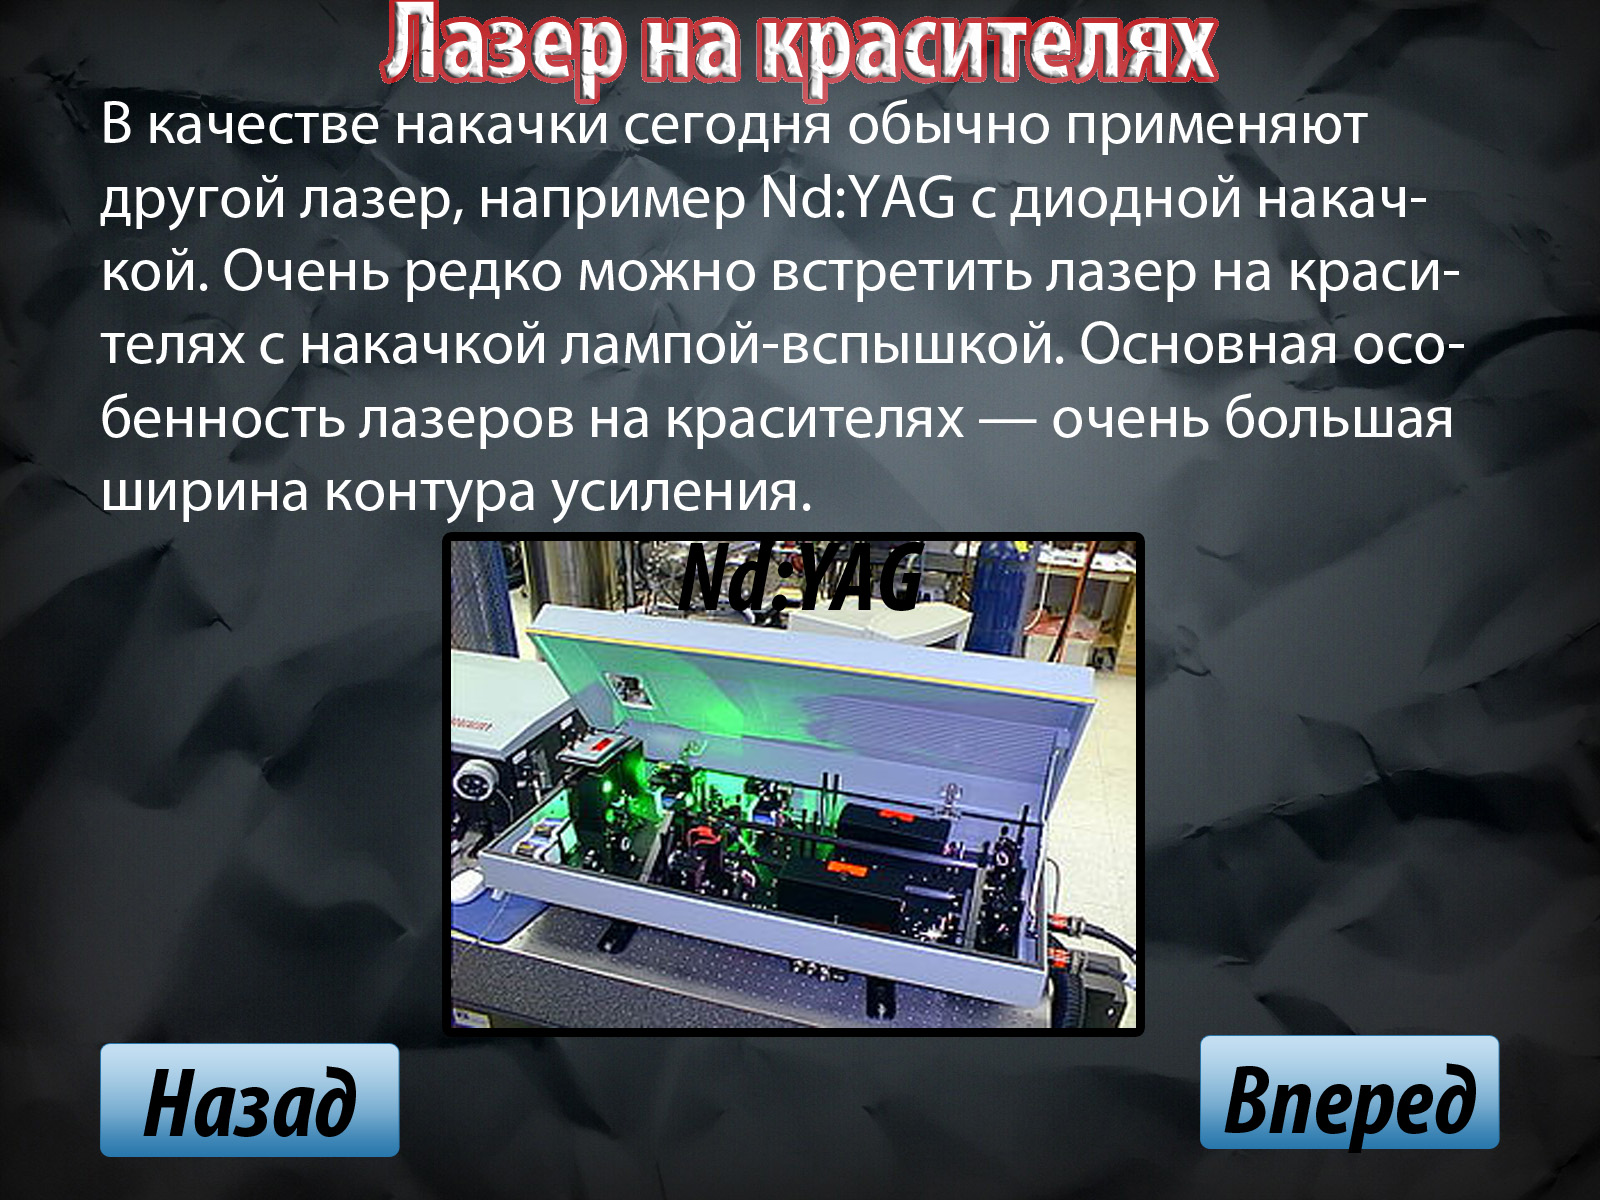 Лазер на красителях
В качестве накачки сегодня обычно применяют
другой лазер, например Nd:YAG с диодной накач-
кой. Очень редко можно встретить лазер на краси-
телях с накачкой лампой-вспышкой. Основная осо-
бенность лазеров на красителях — очень большая
ширина контура усиления.
Nd:YAG
Назад
Вперед